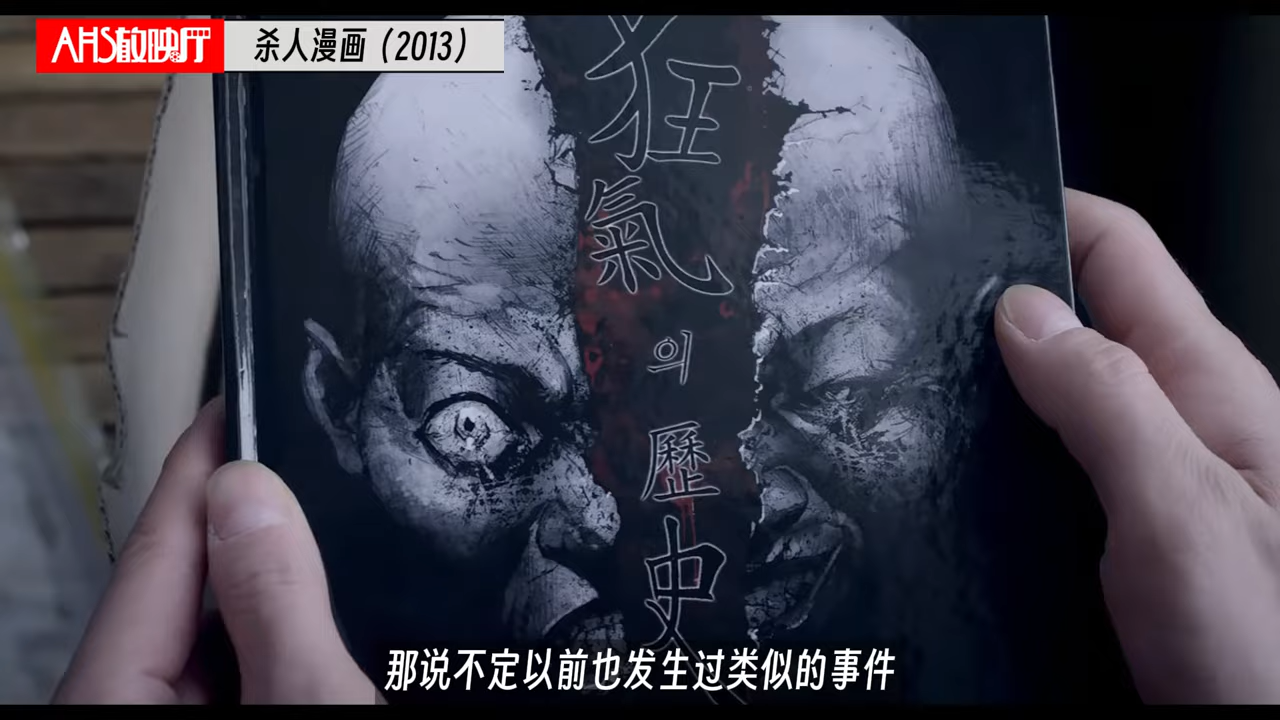 AHS放映厅
杀人漫画（2013）
狂
氣
의
歷
史
那说不定以前也发生过类似的事件